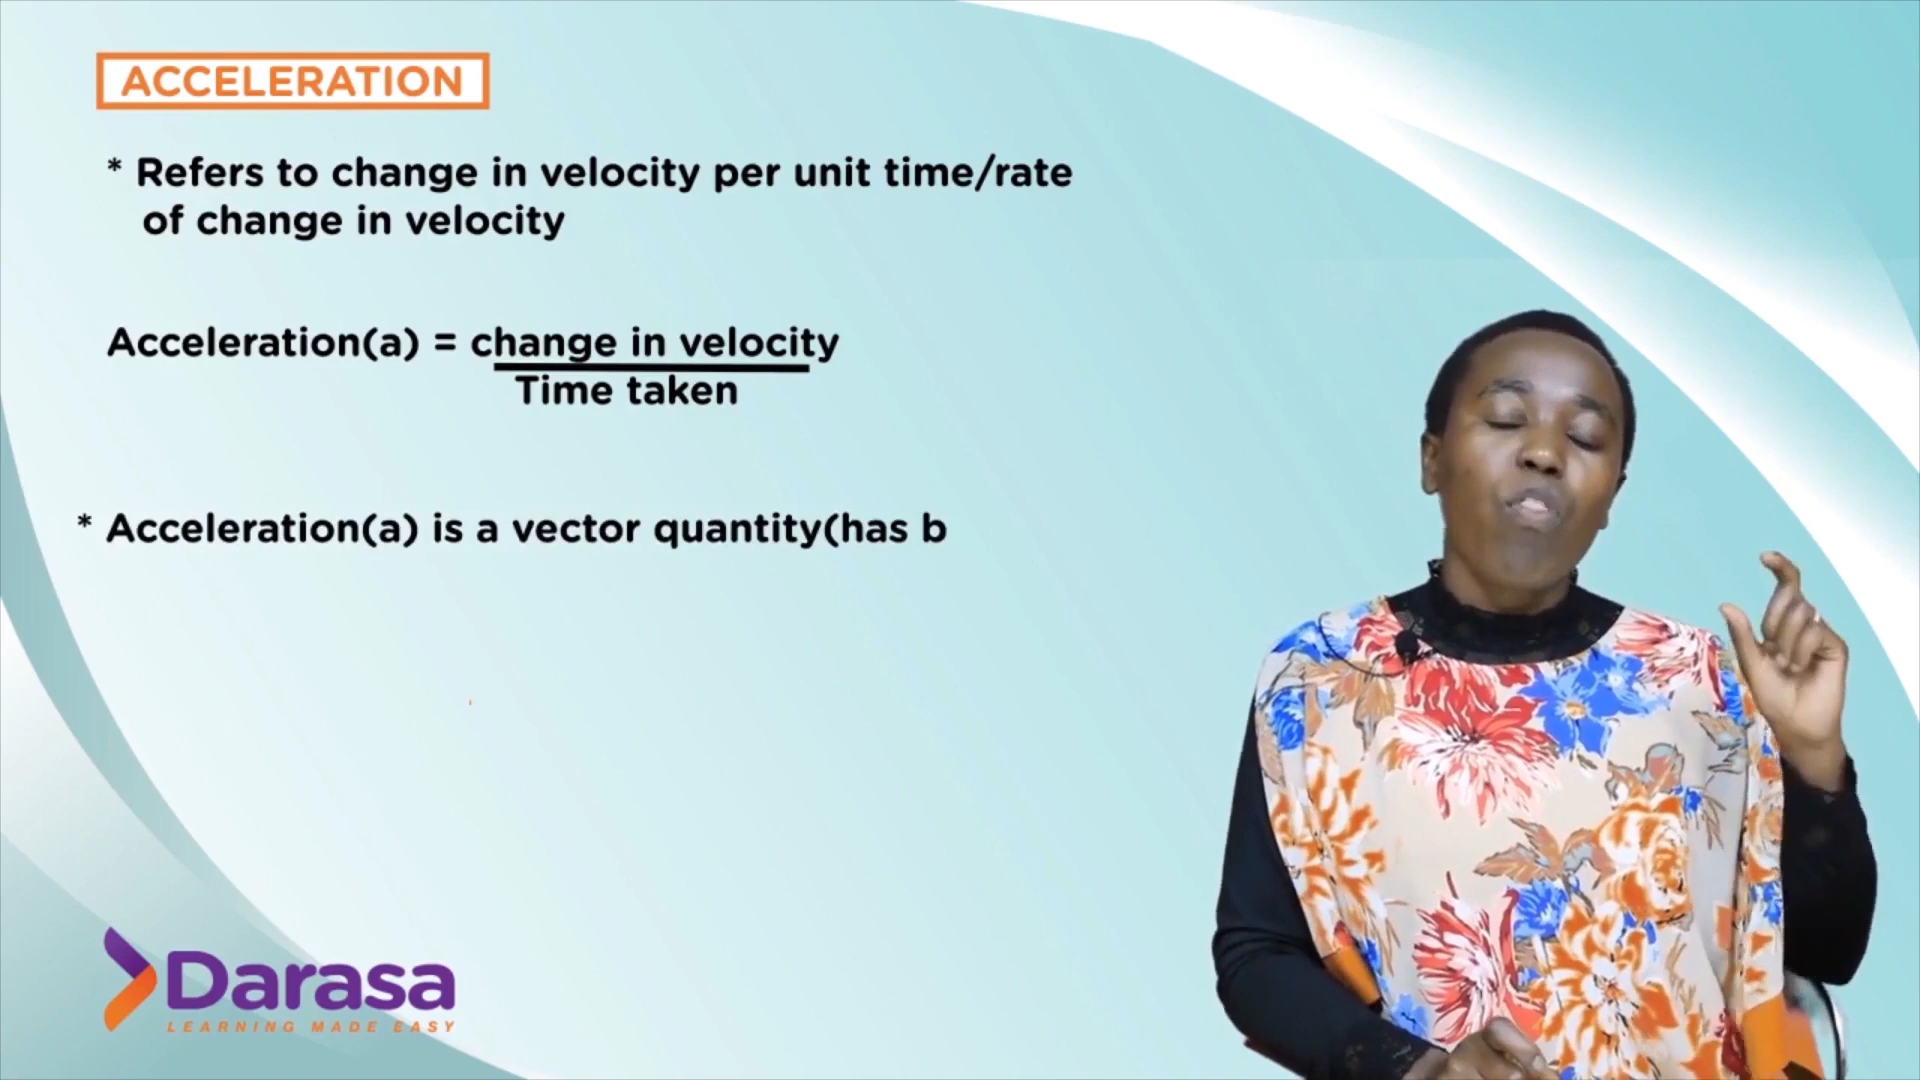 ACCELERATION
* Refers to change in velocity per unit time/rate
of change in velocity
Acceleration(a) = change in velocity
Time taken
* Acceleration(a) is a vector quantity(has b
Darasa
LEARNING MADE EASY